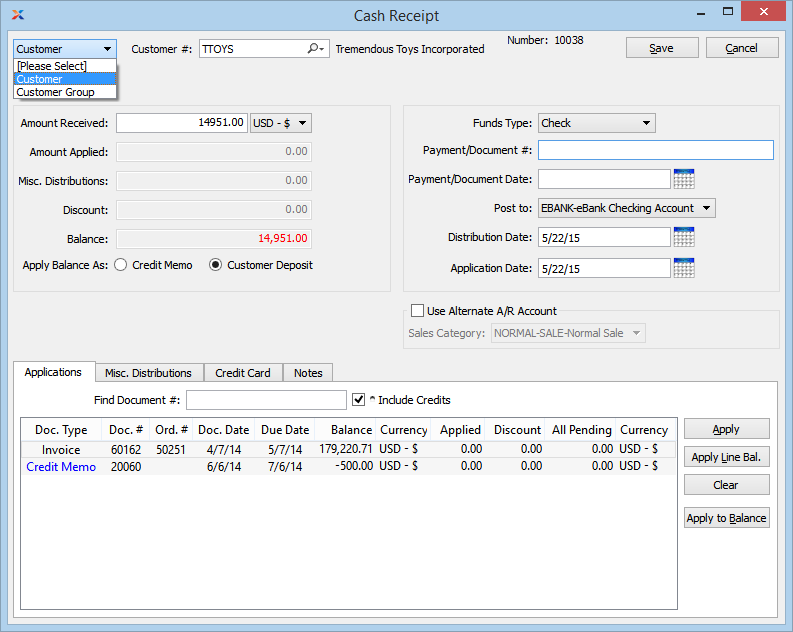 Cash Receipt
Customer Customer #: TTOYS Tremendous Toys Incorporated Number: 10038 Save Cancel
[Please Select]
Customer
Customer Group
Amount Received: 14951.00 USD - $
Amount Applied: 0.00
Misc. Distributions: 0.00
Discount: 0.00
Balance: 14,951.00
Apply Balance As: Credit Memo Customer Deposit
Funds Type: Check
Payment/Document #:
Payment/Document Date:
Post to: EBANK-eBank Checking Account
Distribution Date: 5/22/15
Application Date: 5/22/15
Use Alternate A/R Account
Sales Category: NORMAL-SALE-Normal Sale
Applications Misc. Distributions Credit Card Notes
Find Document #: * Include Credits
Doc. Type Doc. # Ord. # Doc. Date Due Date Balance Currency Applied Discount All Pending Currency
Invoice 60162 50251 4/7/14 5/7/14 179,220.71 USD - $ 0.00 0.00 0.00 USD - $
Credit Memo 20060 6/6/14 7/6/14 -500.00 USD - $ 0.00 0.00 0.00 USD - $
Apply
Apply Line Bal.
Clear
Apply to Balance